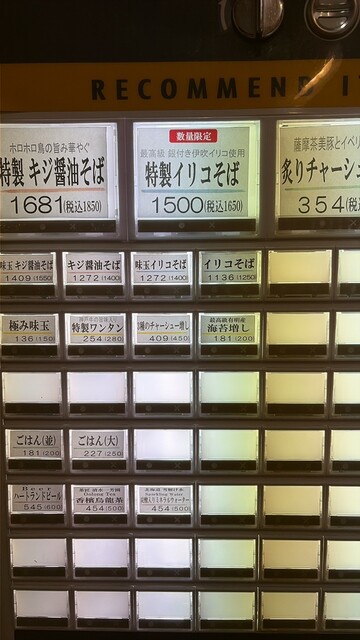 RECOMMEND I
ホロホロ鳥の旨み華やぐ
特製 キジ醤油そば
1681(税込1850)
数量限定
最高級 銀付き伊吹イリコ使用
特製イリコそば
1500(税込1650)
薩摩茶美豚とイベリ
炙りチャーシュ
354(税
味玉 キジ醤油そば
1409(1550)
キジ醤油そば
1272(1400)
味玉イリコそば
1272(1400)
イリコそば
1136(1250)
極み味玉
136(150)
特製ワンタン
254(280)
種のチャーシュー増し
409(450)
最高級有明産
海苔増し
181(200)
ごはん(並)
181(200)
ごはん(大)
227(250)
Beer
ハートランドビール
545(600)
Oolong Tea
香檳烏龍茶
454(500)
Sparkling Water
454(500)